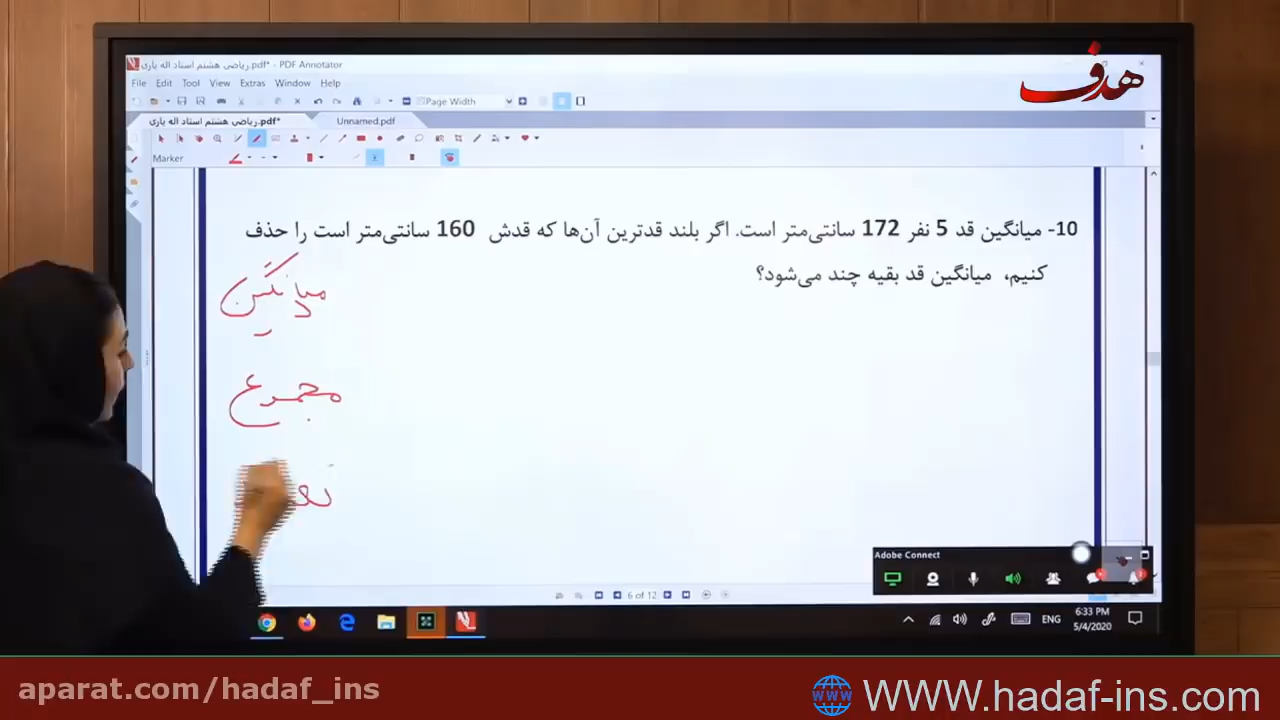 هدف
ریاضی هشتم استاد اله یاری.pdf* - PDF Annotator
File Edit Tool View Extras Window Help
Page Width
ریاضی هشتم استاد اله یاری.pdf*
Unnamed.pdf
Marker
10- میانگین قد 5 نفر 172 سانتی‌متر است. اگر بلند قدترین آن‌ها که قدش 160 سانتی‌متر است را حذف
کنیم، میانگین قد بقیه چند می‌شود؟
میانگین
مجموع
Adobe Connect
6 of 12
ENG
6:33 PM
5/4/2020
aparat.com/hadaf_ins
WWW.hadaf-ins.com